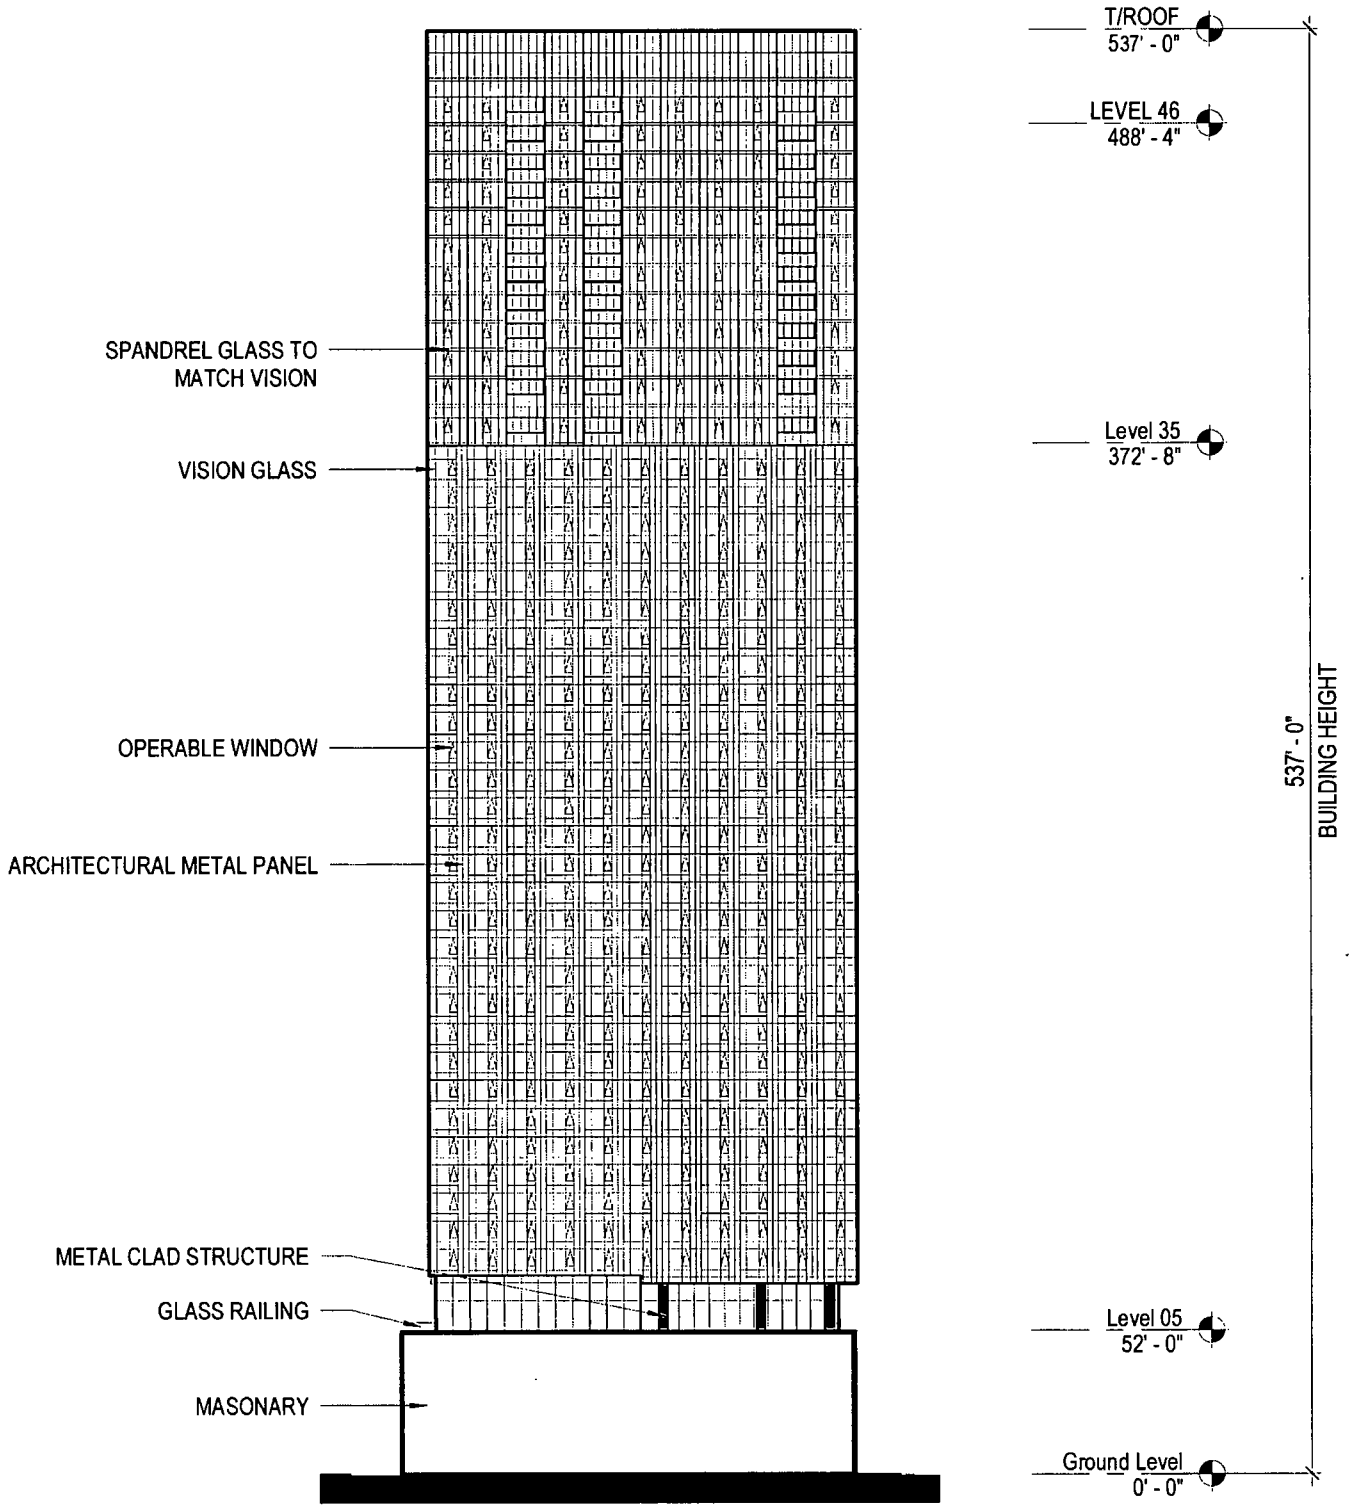 T/ROOF
537' - 0"
LEVEL 46
488' - 4"
SPANDREL GLASS TO
MATCH VISION
Level 35
372' - 8"
VISION GLASS
OPERABLE WINDOW
537' - 0"
BUILDING HEIGHT
ARCHITECTURAL METAL PANEL
METAL CLAD STRUCTURE
GLASS RAILING
Level 05
52' - 0"
MASONARY
Ground Level
0' - 0"